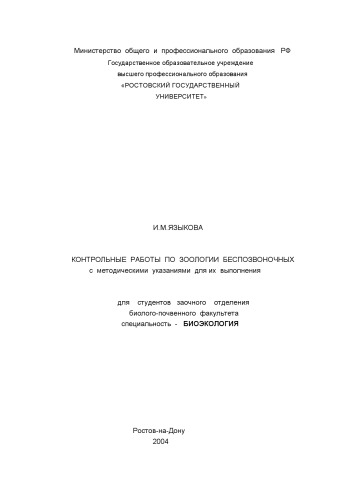 Министерство общего и профессионального образования РФ
Государственное образовательное учреждение
высшего профессионального образования
«РОСТОВСКИЙ ГОСУДАРСТВЕННЫЙ
УНИВЕРСИТЕТ»
И.М.ЯЗЫКОВА
КОНТРОЛЬНЫЕ РАБОТЫ ПО ЗООЛОГИИ БЕСПОЗВОНОЧНЫХ
с методическими указаниями для их выполнения
для студентов заочного отделения
биолого-почвенного факультета
специальность - БИОЭКОЛОГИЯ
Ростов-на-Дону
2004